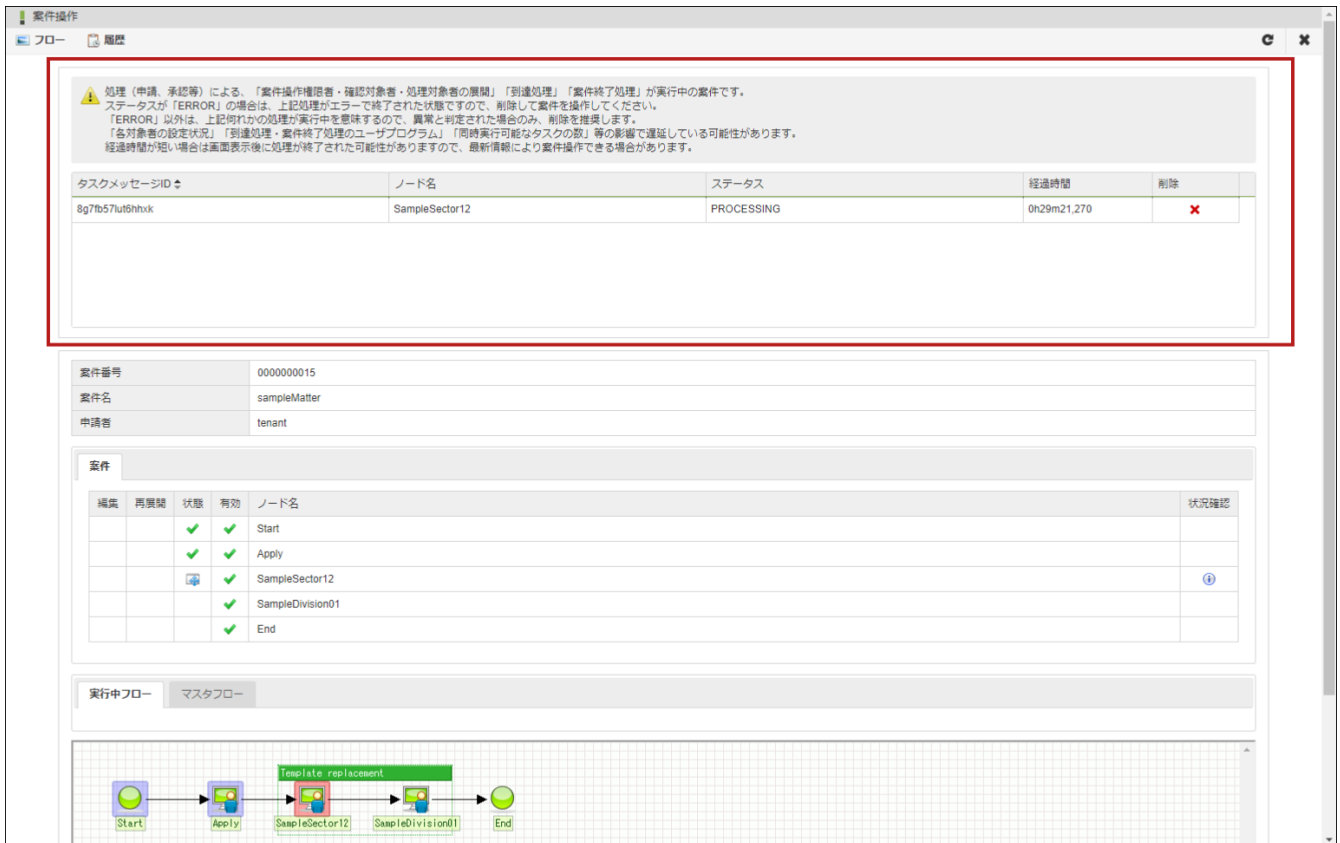 案件操作
フロー 履歴
処理（申請、承認等）による、「案件操作権限者・確認対象者・処理対象者の展開」「到達処理」「案件終了処理」が実行中の案件です。
ステータスが「ERROR」の場合は、上記処理がエラーで終了された状態ですので、削除して案件を操作してください。
「ERROR」以外は、上記何れかの処理が実行中を意味するので、異常と判定された場合のみ、削除を推奨します。
「各対象者の設定状況」「到達処理・案件終了処理のユーザプログラム」「同時実行可能なタスクの数」等の影響で遅延している可能性があります。
経過時間が短い場合は画面表示後に処理が終了された可能性がありますので、最新情報により案件操作できる場合があります。
タスクメッセージID ノード名 ステータス 経過時間 削除
8g7fb57lut6hhxk SampleSector12 PROCESSING 0h29m21,270
案件番号 0000000015
案件名 sampleMatter
申請者 tenant
案件
編集 再展開 状態 有効 ノード名 状況確認
Start
Apply
SampleSector12
SampleDivision01
End
実行中フロー マスタフロー
Template replacement
Start Apply SampleSector12 SampleDivision01 End